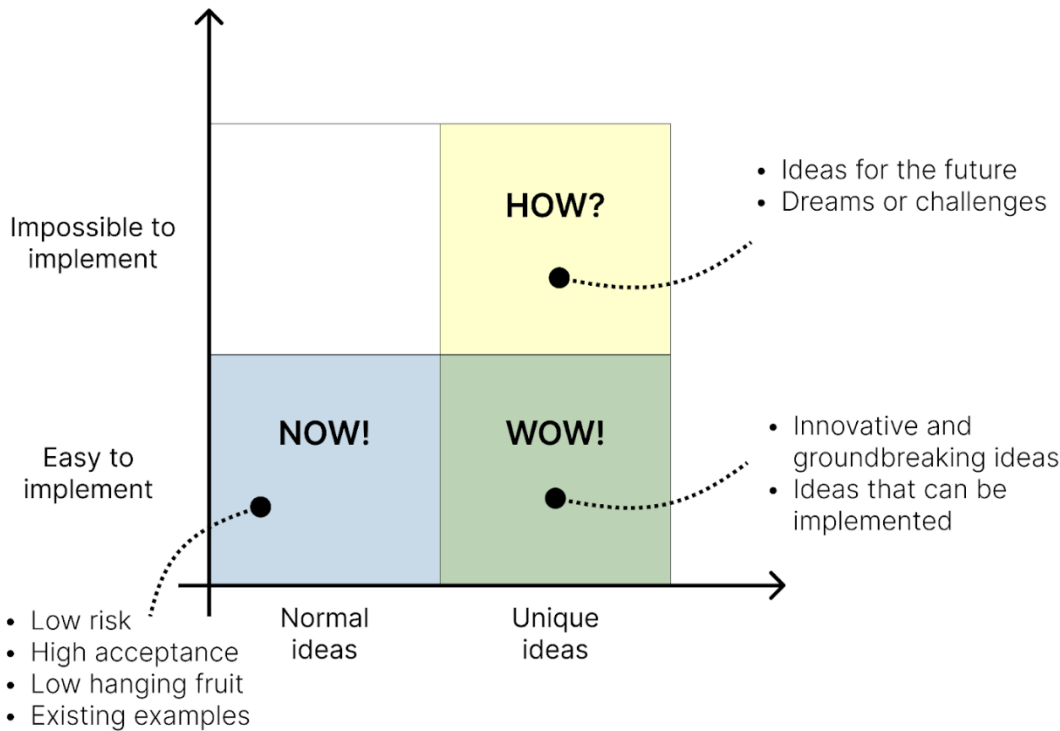 HOW?
• Ideas for the future
• Dreams or challenges
Impossible to
implement
NOW!
WOW!
• Innovative and
groundbreaking ideas
• Ideas that can be
implemented
Easy to
implement
Normal
ideas
Unique
ideas
• Low risk
• High acceptance
• Low hanging fruit
• Existing examples